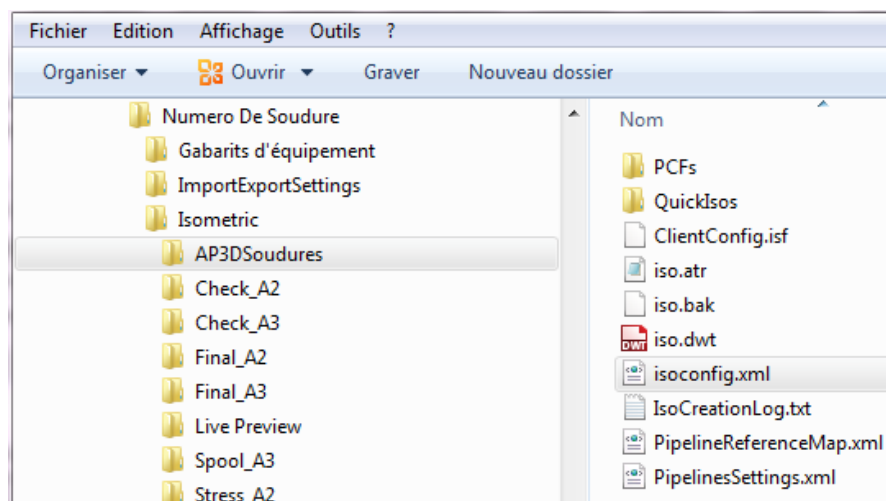 Fichier Edition Affichage Outils ?
Organiser Ouvrir Graver Nouveau dossier
Numero De Soudure
Gabarits d'équipement
ImportExportSettings
Isometric
AP3DSoudures
Check_A2
Check_A3
Final_A2
Final_A3
Live Preview
Spool_A3
Stress_A2
Nom
PCFs
QuickIsos
ClientConfig.isf
iso.atr
iso.bak
DWT iso.dwt
isoconfig.xml
IsoCreationLog.txt
PipelineReferenceMap.xml
PipelinesSettings.xml